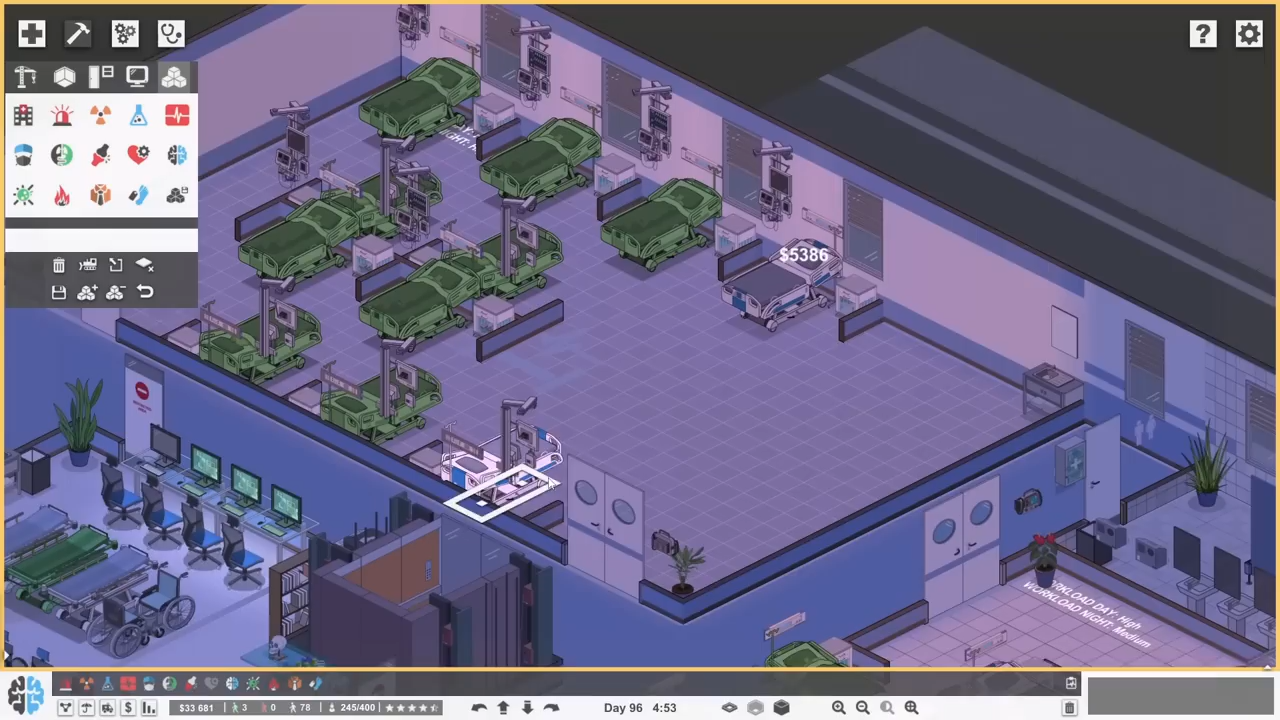 ?
$5386
WORKLOAD DAY: High
WORKLOAD NIGHT: Medium
$
$33 681
3
0
78
245/400
Day 96 4:53